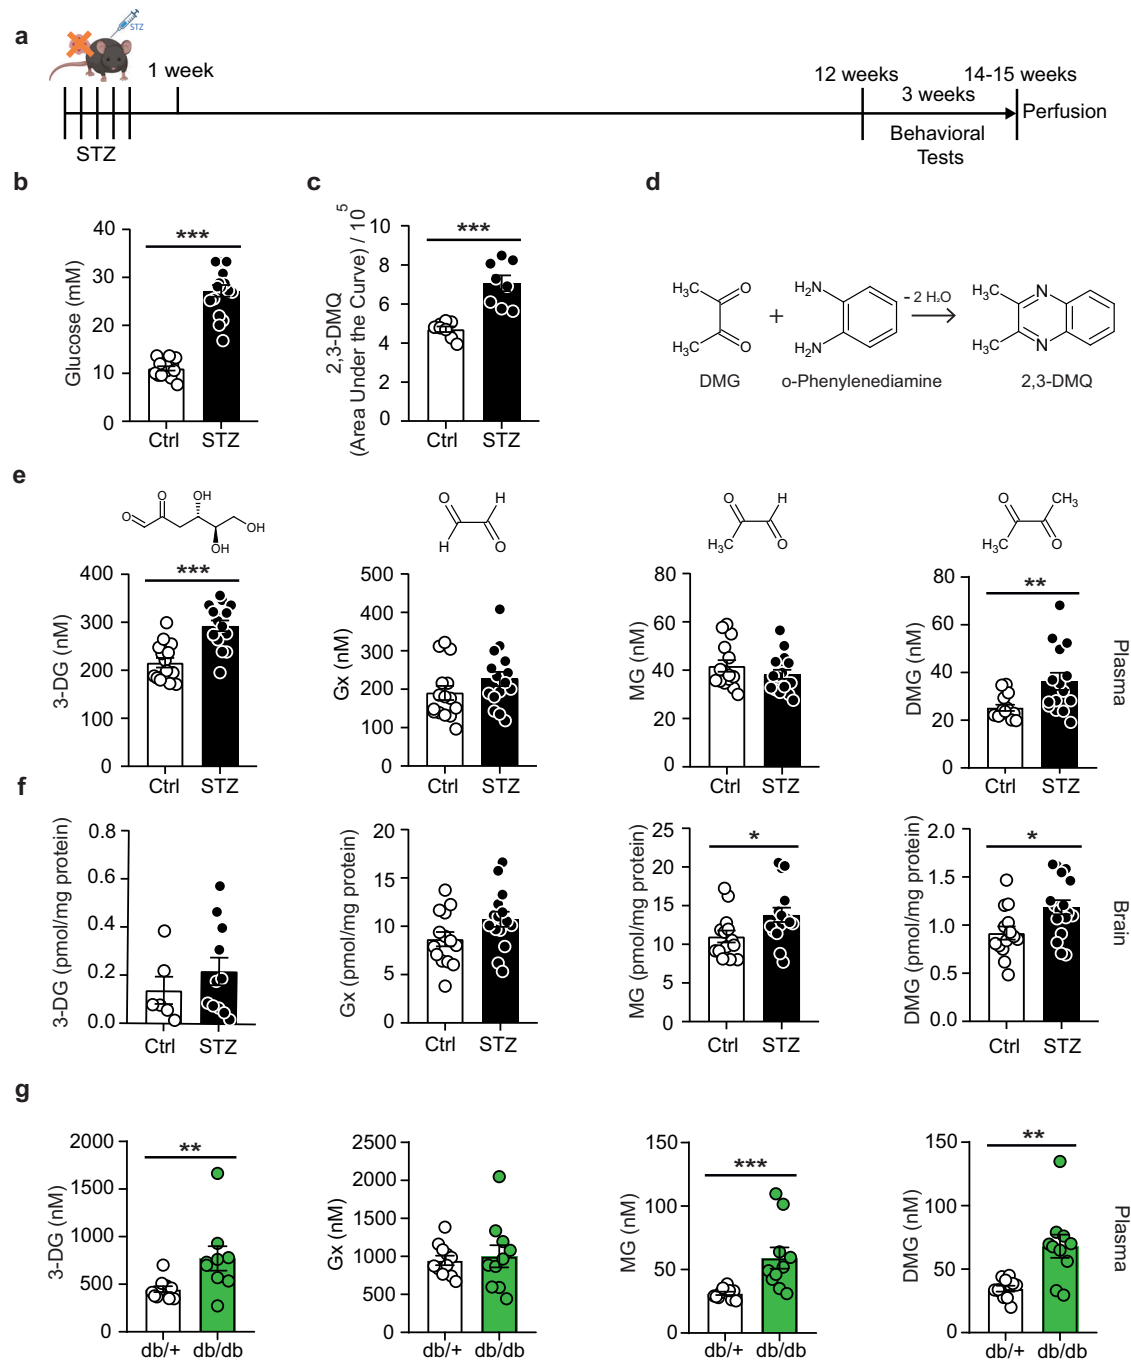 a
STZ
1 week
12 weeks
14-15 weeks
3 weeks
Perfusion
Behavioral
Tests
STZ
b
Glucose (mM)
40
30
20
10
0
***
Ctrl
STZ
c
2,3-DMQ
(Area Under the Curve) / 10^5
10
8
6
4
2
0
***
Ctrl
STZ
d
H₃C
O
H₃C
O
DMG
+
H₂N
H₂N
o-Phenylenediamine
- 2 H₂O
H₃C
N
H₃C
N
2,3-DMQ
e
O
O
OH
OH
OH
3-DG (nM)
400
300
200
100
0
***
Ctrl
STZ
O
H
H
O
Gx (nM)
500
400
300
200
100
0
Ctrl
STZ
O
H
H₃C
O
MG (nM)
80
60
40
20
0
Ctrl
STZ
O
CH₃
H₃C
O
DMG (nM)
80
60
40
20
0
**
Ctrl
STZ
Plasma
f
3-DG (pmol/mg protein)
0.8
0.6
0.4
0.2
0.0
Ctrl
STZ
Gx (pmol/mg protein)
20
15
10
5
0
Ctrl
STZ
MG (pmol/mg protein)
25
20
15
10
5
0
*
Ctrl
STZ
DMG (pmol/mg protein)
2.0
1.5
1.0
0.5
0.0
*
Ctrl
STZ
Brain
g
3-DG (nM)
2000
1500
1000
500
0
**
db/+
db/db
Gx (nM)
2500
2000
1500
1000
500
0
db/+
db/db
MG (nM)
150
100
50
0
***
db/+
db/db
DMG (nM)
150
100
50
0
**
db/+
db/db
Plasma